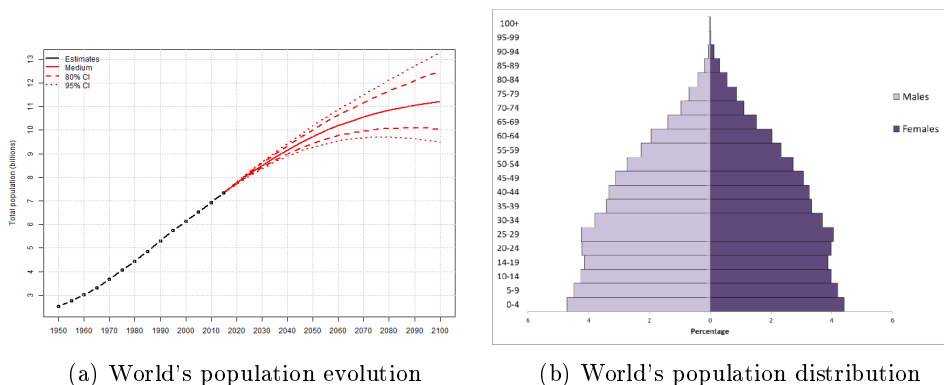 Estimates
Medium
80% CI
95% CI
Total population (billions)
13
12
11
10
9
8
7
6
5
4
3
1950 1960 1970 1980 1990 2000 2010 2020 2030 2040 2050 2060 2070 2080 2090 2100
(a) World's population evolution
100+
95-99
90-94
85-89
80-84
75-79
70-74
65-69
60-64
55-59
50-54
45-49
40-44
35-39
30-34
25-29
20-24
14-19
10-14
5-9
0-4
6 4 2 0 2 4 6
Percentage
Males
Females
(b) World's population distribution